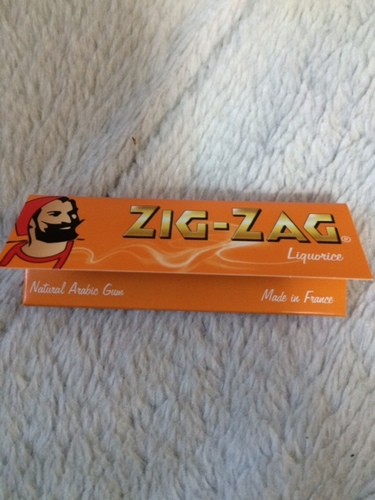 ZIG-ZAG®
Liquorice
Natural Arabic Gum
Made in France